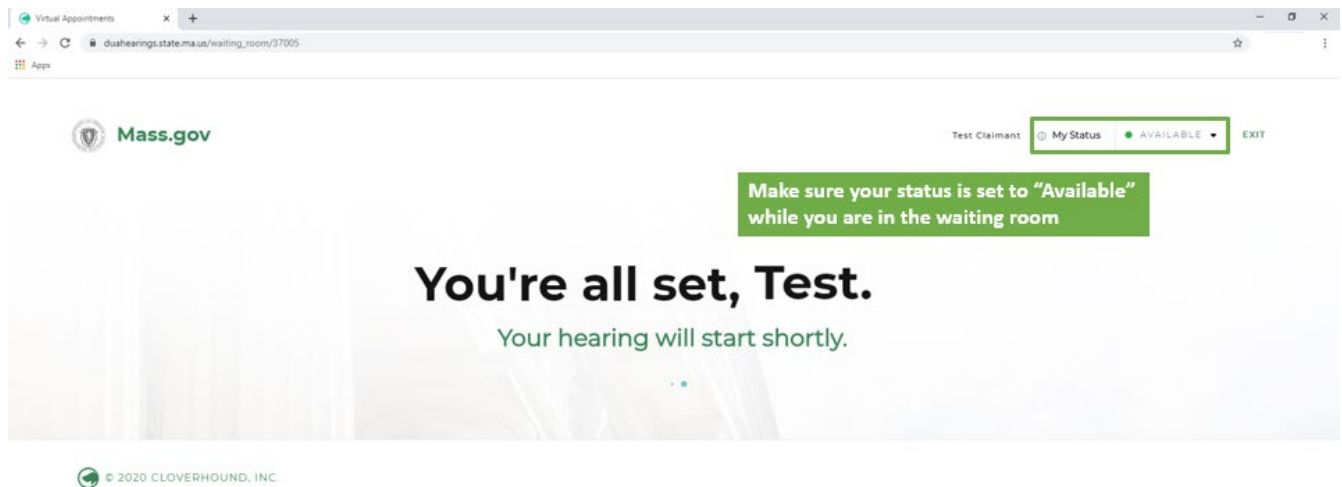 Virtual Appointments
duahearings.state.ma.us/waiting_room/37005
Apps
Mass.gov
Test Claimant My Status AVAILABLE EXIT
Make sure your status is set to “Available”
while you are in the waiting room
You're all set, Test.
Your hearing will start shortly.
© 2020 CLOVERHOUND, INC.